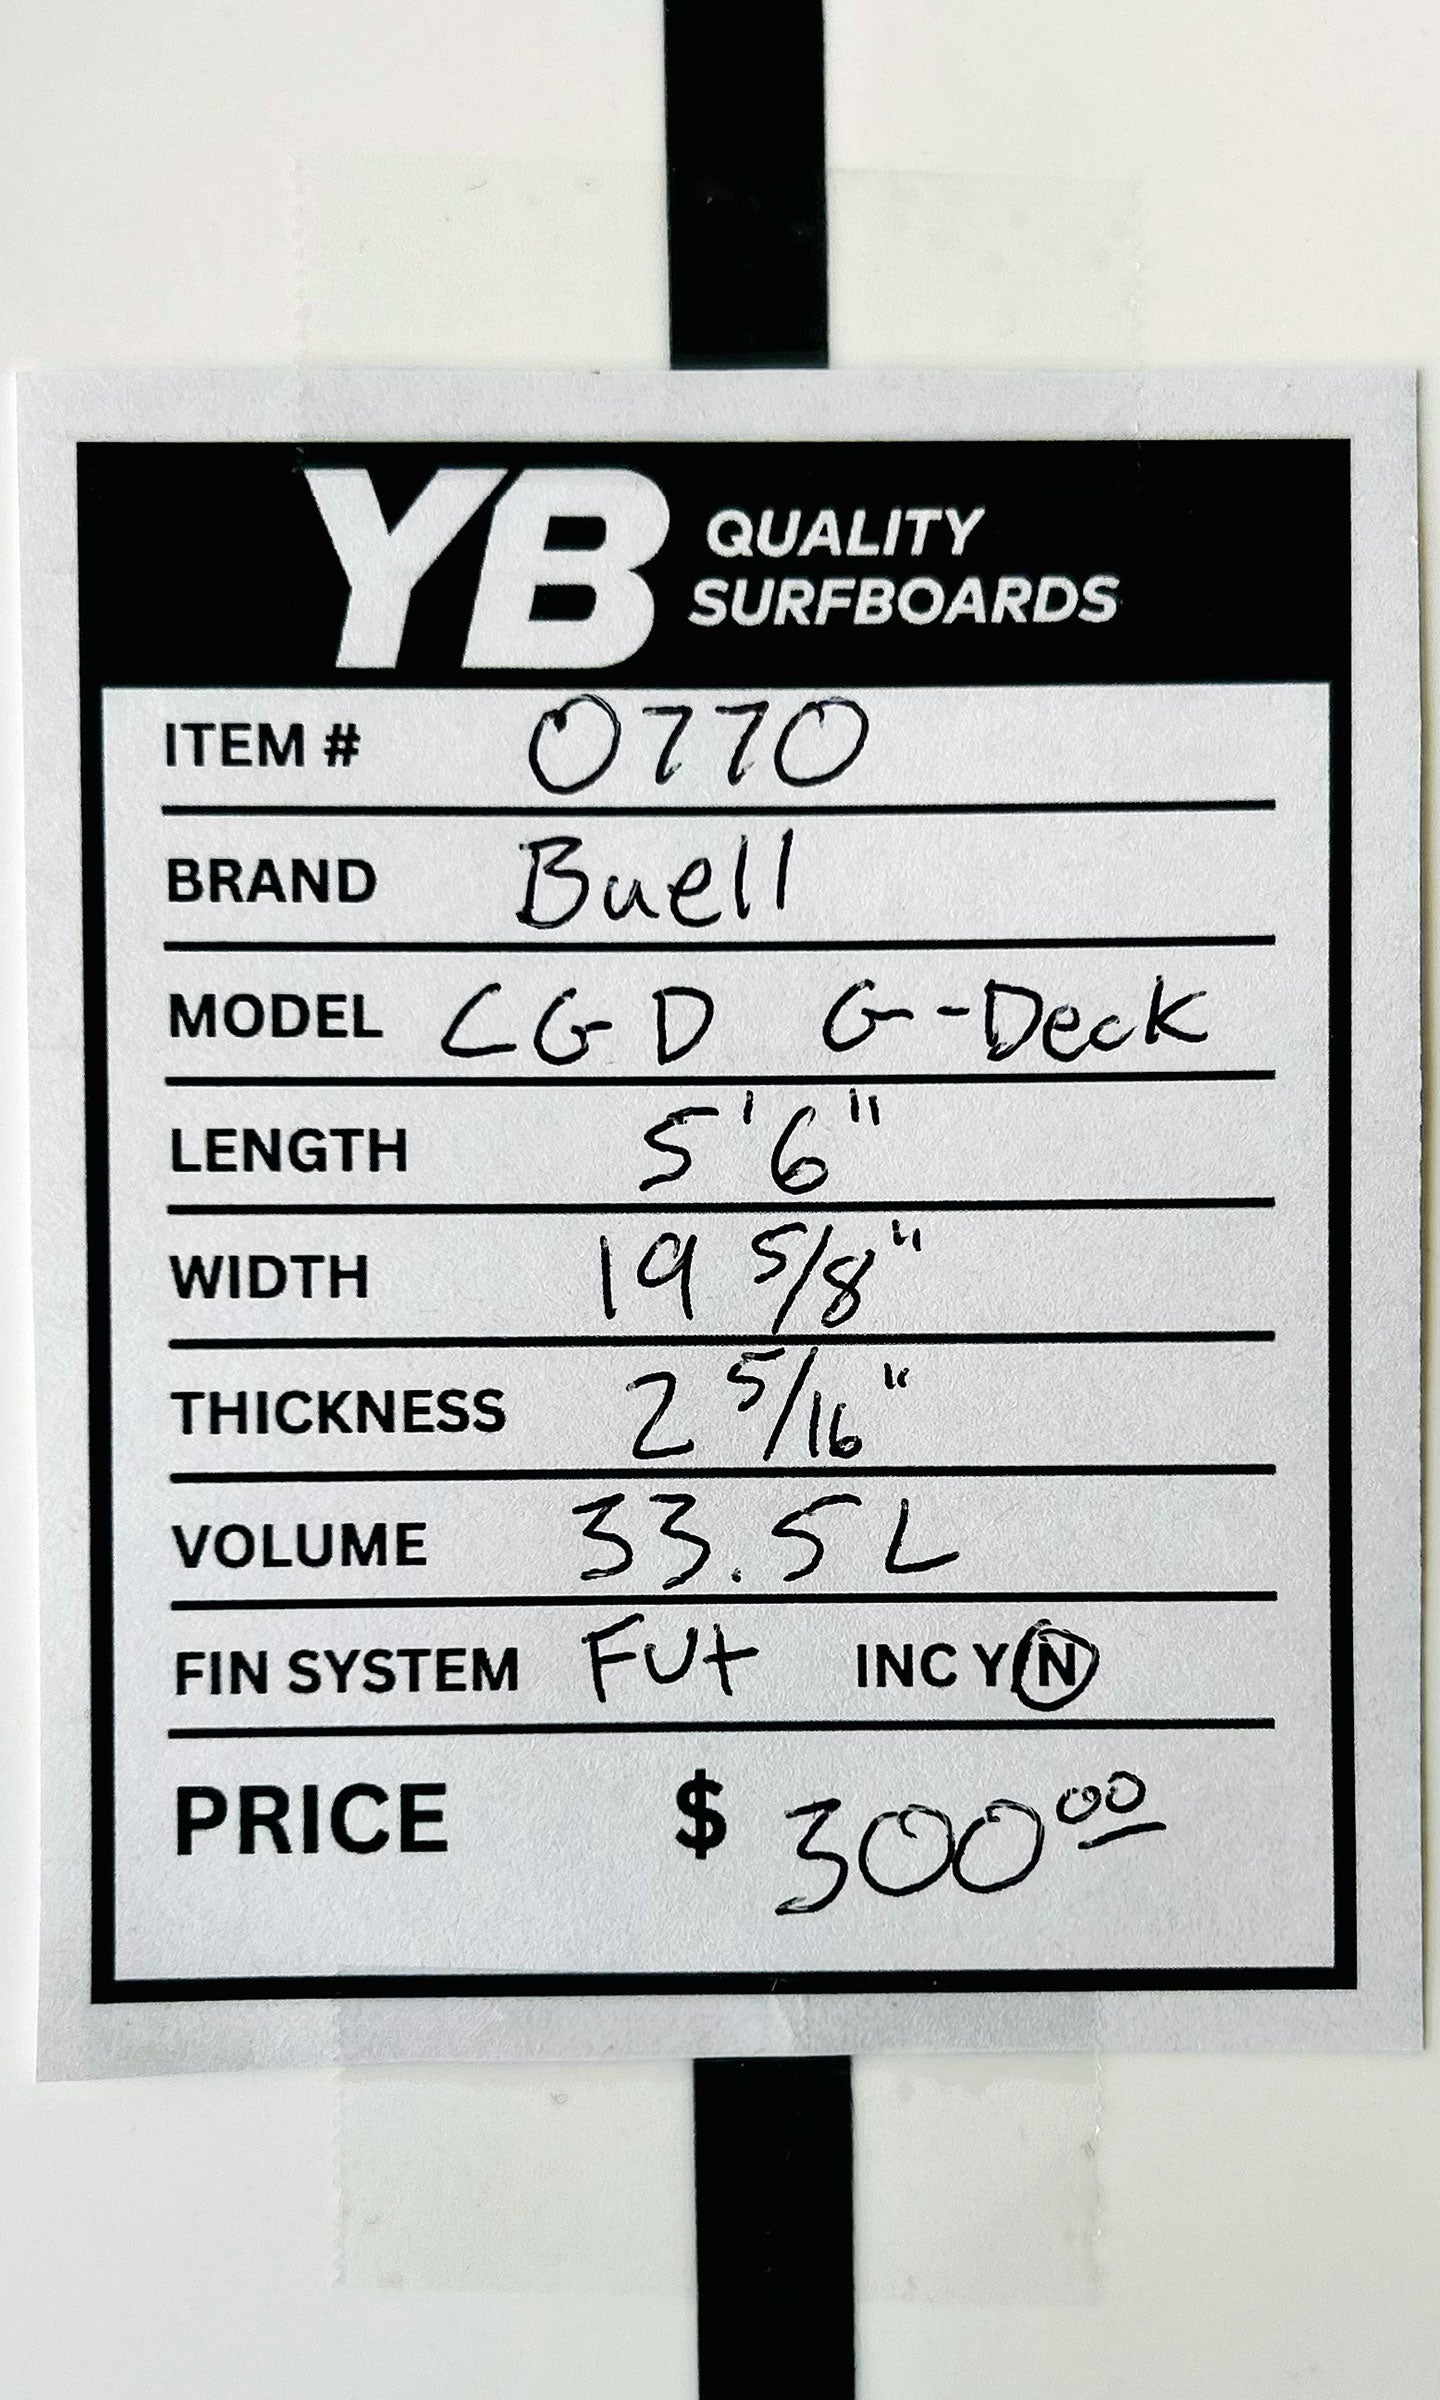 YB QUALITY
SURFBOARDS
ITEM # 0770
BRAND Buell
MODEL CGD G-Deck
LENGTH 5'6"
WIDTH 19 5/8"
THICKNESS 2 5/16"
VOLUME 33.5 L
FIN SYSTEM Fut INC Y/N
PRICE $ 300.00